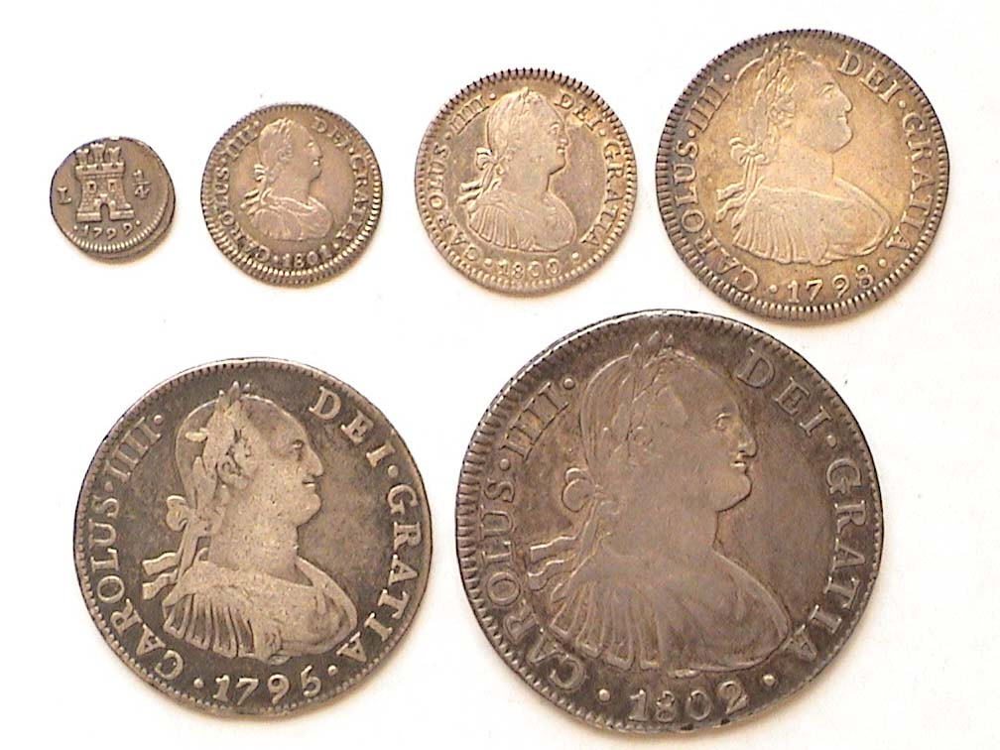 L 1/4
1799.
CAROLUS·IIII· DEI·GRATIA·
·1801·
CAROLUS·IIII· DEI·GRATIA·
·1800·
CAROLUS·IIII· DEI·GRATIA·
·1798·
CAROLUS·IIII· DEI·GRATIA·
·1795·
CAROLUS·IIII· DEI·GRATIA·
·1802·